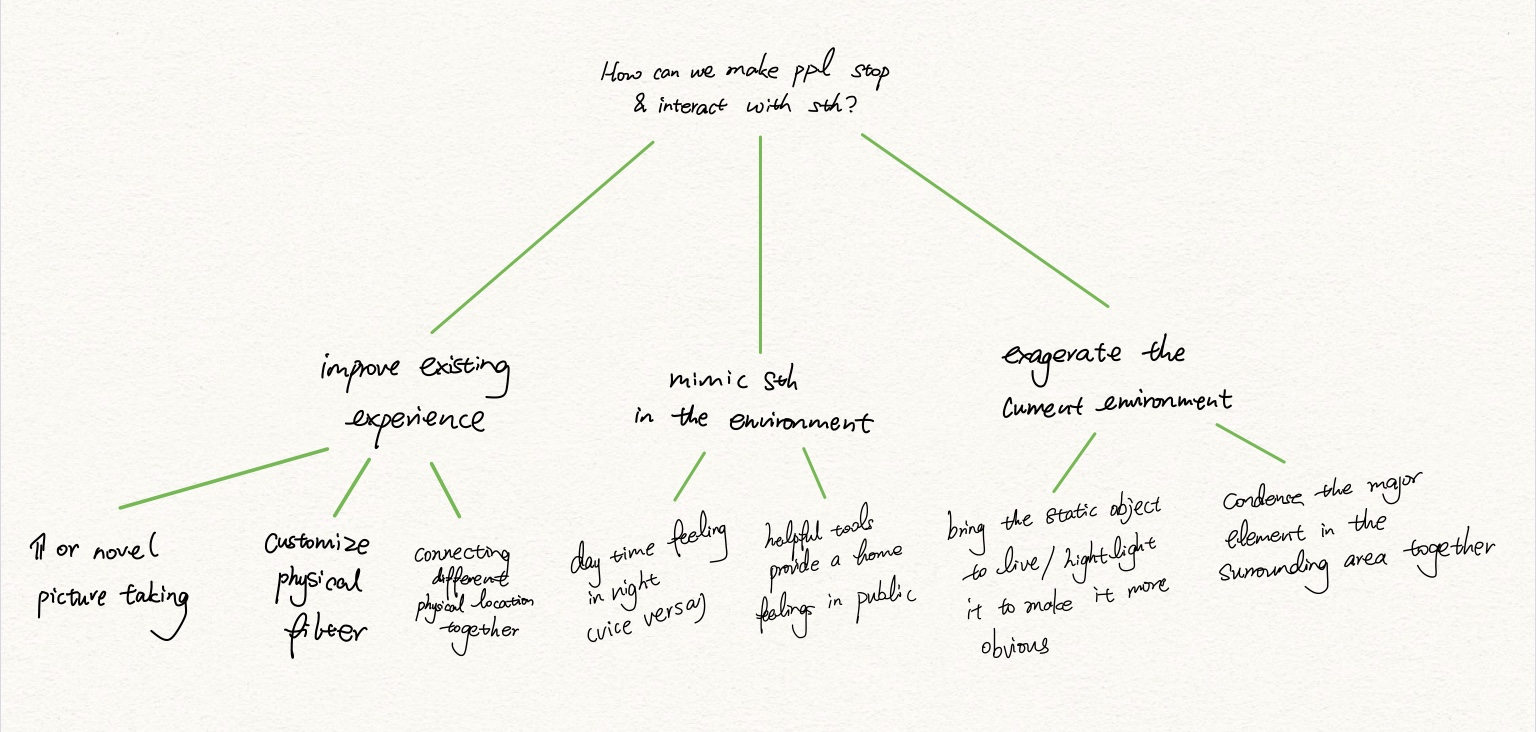 How can we make ppl stop
& interact with sth?
improve existing
experience
mimic sth
in the environment
exagerate the
current environment
⇑ or novel
picture taking
Customize
physical
filter
connecting
different
physical location
together
day time feeling
in night
(vice versa)
helpful tools
provide a home
feelings in public
bring the static object
to live / hightlight
it to make it more
obvious
Condense the major
element in the
surrounding area together